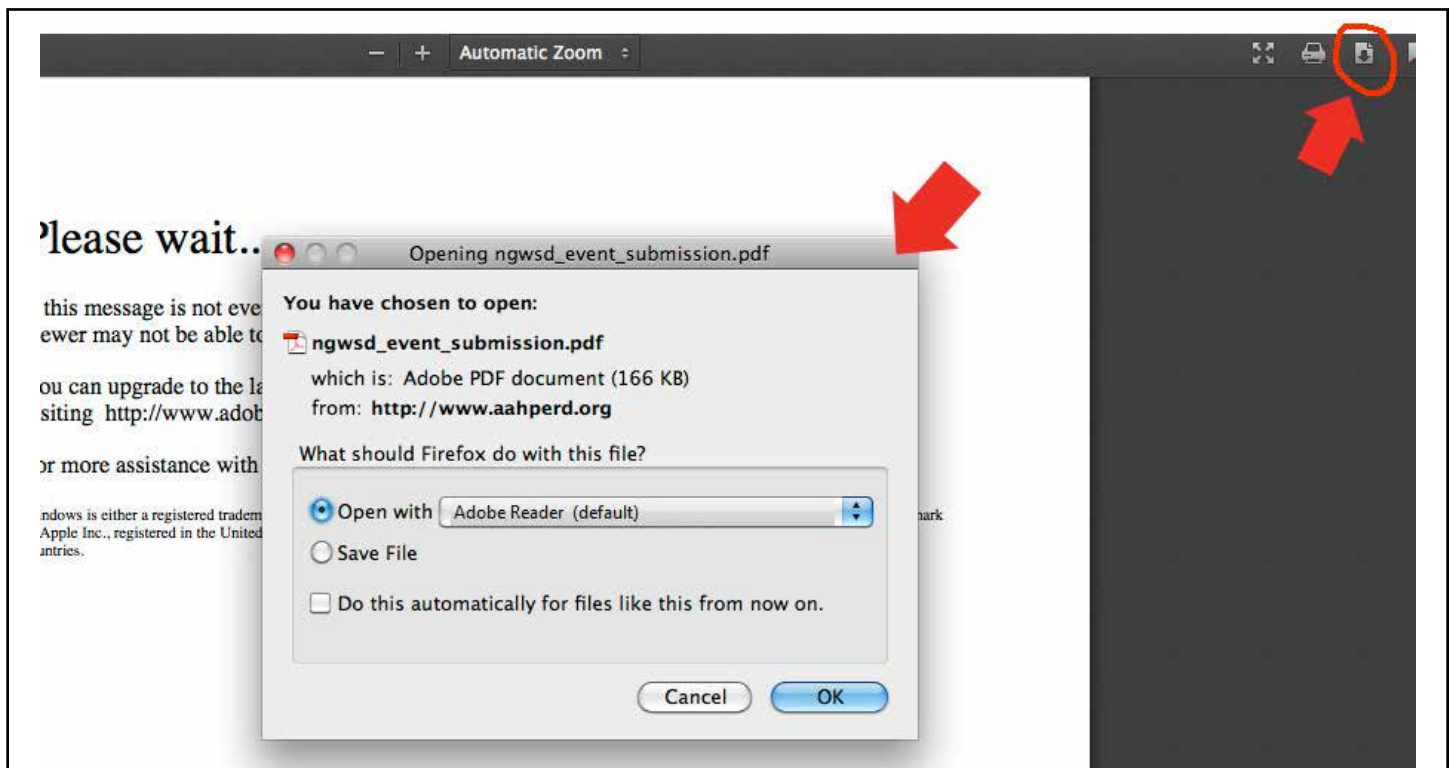 Automatic Zoom
Please wait..
Opening ngwsd_event_submission.pdf
this message is not eve
ewer may not be able to
ou can upgrade to the la
siting http://www.adob
or more assistance with
indows is either a registered tradem
ark
Apple Inc., registered in the United
untries.
You have chosen to open:
ngwsd_event_submission.pdf
which is: Adobe PDF document (166 KB)
from: http://www.aahperd.org
What should Firefox do with this file?
Open with Adobe Reader (default)
Save File
Do this automatically for files like this from now on.
Cancel OK